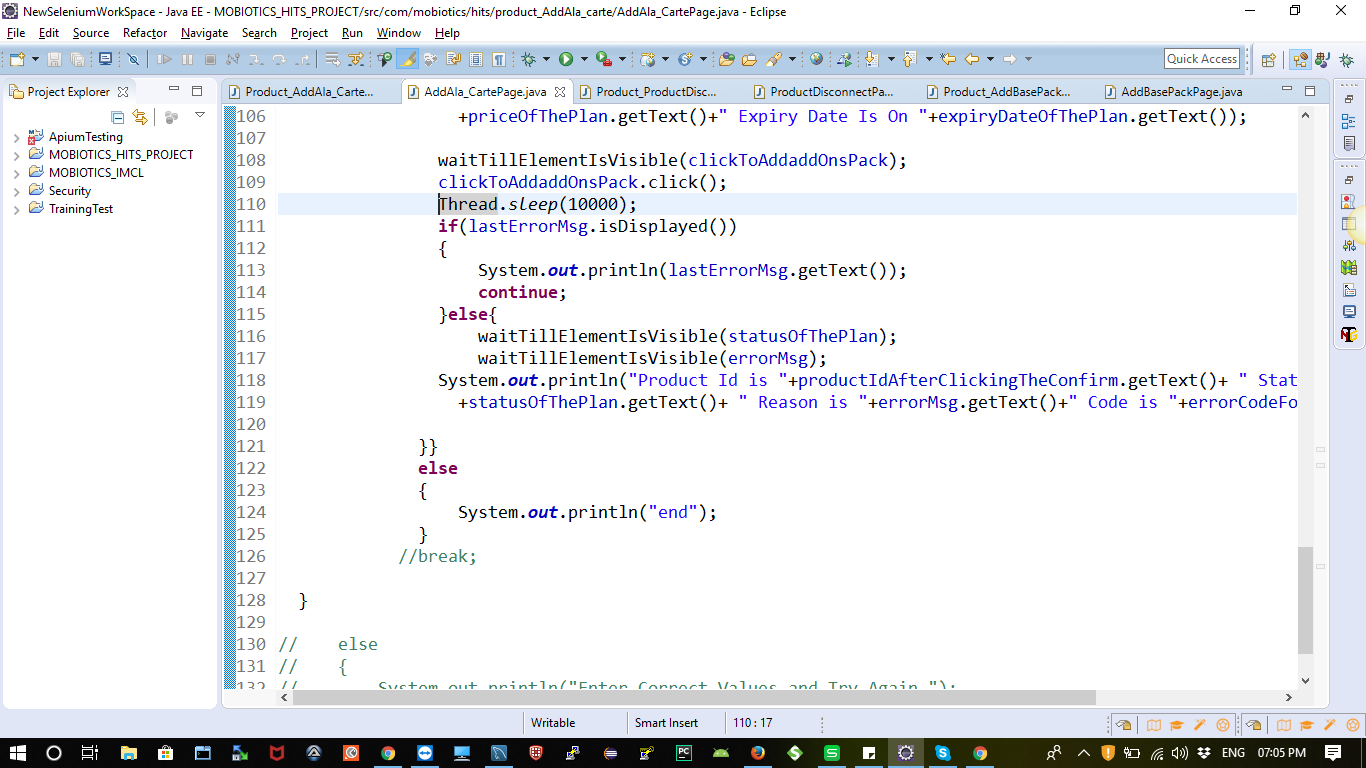 NewSeleniumWorkSpace - Java EE - MOBIOTICS_HITS_PROJECT/src/com/mobiotics/hits/product_AddAla_carte/AddAla_CartePage.java - Eclipse
File Edit Source Refactor Navigate Search Project Run Window Help
Quick Access
Project Explorer
Product_AddAla_Carte... AddAla_CartePage.java Product_ProductDisc... ProductDisconnectPa... Product_AddBasePack... AddBasePackPage.java
ApiumTesting
MOBIOTICS_HITS_PROJECT
MOBIOTICS_IMCL
Security
TrainingTest
106 +priceOfThePlan.getText()+" Expiry Date Is On "+expiryDateOfThePlan.getText());
107
108 waitTillElementIsVisible(clickToAddaddOnsPack);
109 clickToAddaddOnsPack.click();
110 Thread.sleep(10000);
111 if(lastErrorMsg.isDisplayed())
112 {
113 System.out.println(lastErrorMsg.getText());
114 continue;
115 }else{
116 waitTillElementIsVisible(statusOfThePlan);
117 waitTillElementIsVisible(errorMsg);
118 System.out.println("Product Id is "+productIdAfterClickingTheConfirm.getText()+ " Stat
119 +statusOfThePlan.getText()+ " Reason is "+errorMsg.getText()+" Code is "+errorCodeFo
120
121 }}
122 else
123 {
124 System.out.println("end");
125 }
126 //break;
127
128 }
129
130 // else
131 // {
132 // System.out.println("Enter Correct Values and Try Again ");
Writable Smart Insert 110 : 17
PC
ENG 07:05 PM